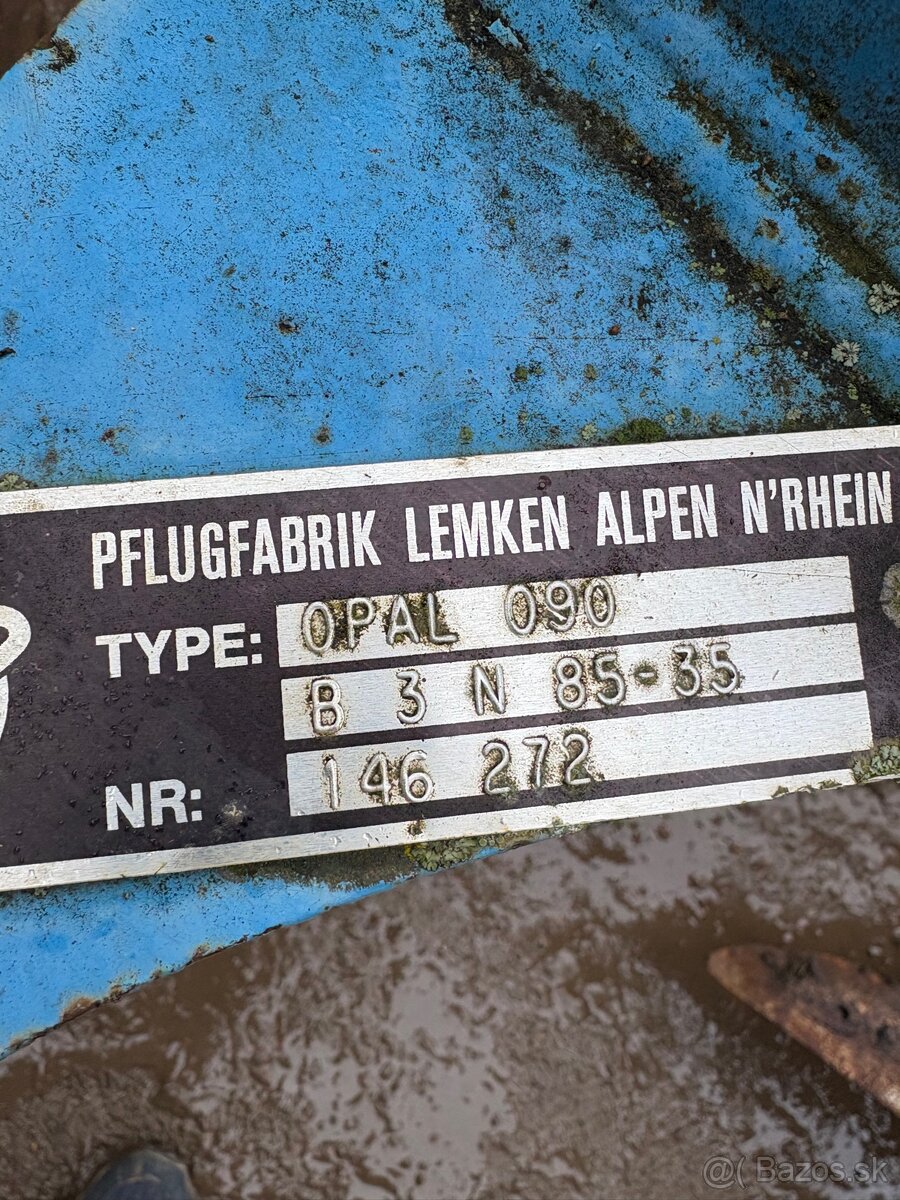 PFLUGFABRIK LEMKEN ALPEN N'RHEIN
TYPE: OPAL 090
B 3 N 85-35
NR: 146 272
@( Bazos.sk